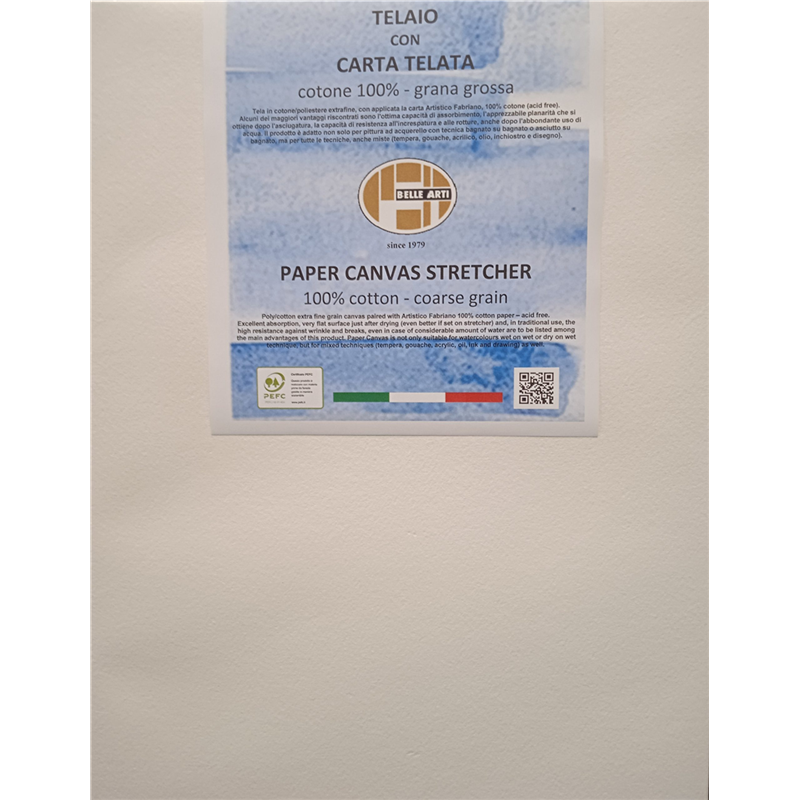 TELAIO
CON
CARTA TELATA
cotone 100% - grana grossa
Tela in cotone/poliestere extrafine, con applicata la carta Artistico Fabriano, 100% cotone (acid free).
Alcuni dei maggiori vantaggi riscontrati sono l'ottima capacità di assorbimento, l'apprezzabile planarità che si
ottiene dopo l'asciugatura, la capacità di resistenza all'increspatura e alle rotture, anche dopo l'abbondante uso di
acqua. Il prodotto è adatto non solo per pittura ad acquerello con tecnica bagnato su bagnato o asciutto su
bagnato, ma per tutte le tecniche, anche miste (tempera, gouache, acrilico, olio, inchiostro e disegno).
BELLE ARTI
since 1979
PAPER CANVAS STRETCHER
100% cotton - coarse grain
Poly/cotton extra fine grain canvas paired with Artistico Fabriano 100% cotton paper – acid free.
Excellent absorption, very flat surface just after drying (even better if set on stretcher) and, in traditional use, the
high resistance against wrinkle and breaks, even in case of considerable amount of water are to be listed among
the main advantages of this product. Paper Canvas is not only suitable for watercolours wet on wet or dry on wet
technique, but for mixed techniques (tempera, gouache, acrylic, oil, ink and drawing) as well.
PEFC